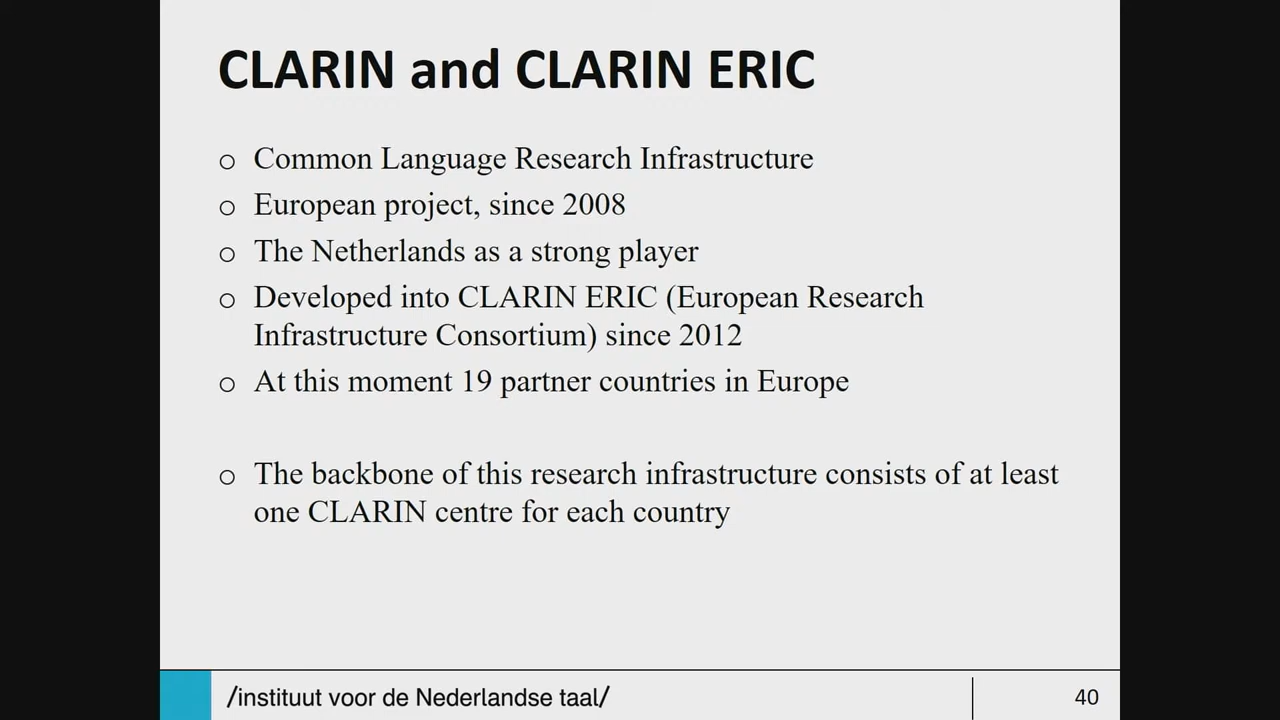 CLARIN and CLARIN ERIC
o Common Language Research Infrastructure
o European project, since 2008
o The Netherlands as a strong player
o Developed into CLARIN ERIC (European Research
Infrastructure Consortium) since 2012
o At this moment 19 partner countries in Europe
o The backbone of this research infrastructure consists of at least
one CLARIN centre for each country
/instituut voor de Nederlandse taal/
40